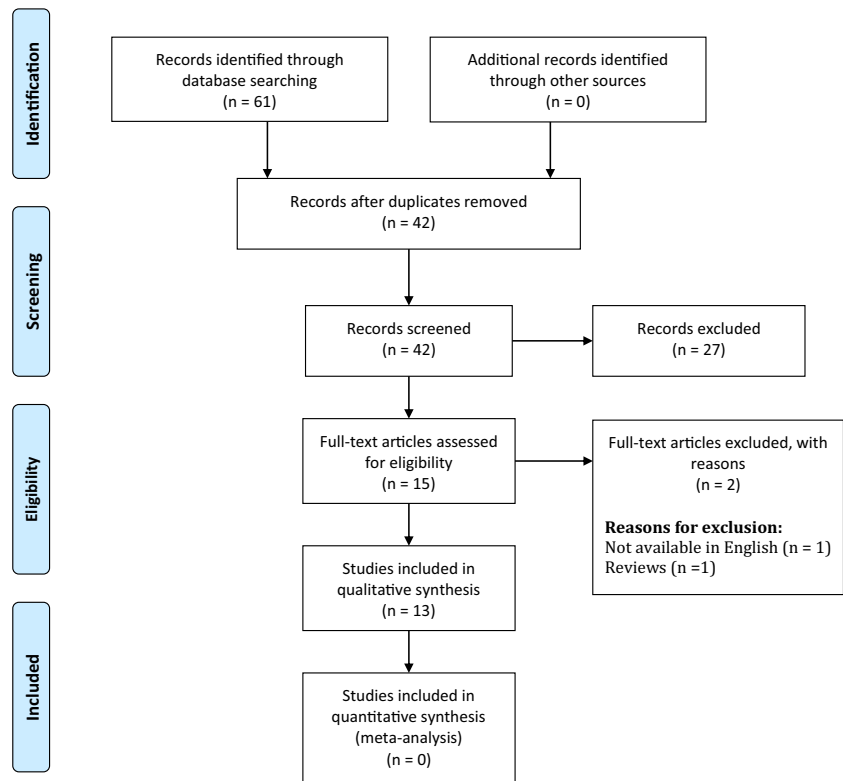 Identification
Records identified through
database searching
(n = 61)
Additional records identified
through other sources
(n = 0)
Records after duplicates removed
(n = 42)
Screening
Records screened
(n = 42)
Records excluded
(n = 27)
Eligibility
Full-text articles assessed
for eligibility
(n = 15)
Full-text articles excluded, with
reasons
(n = 2)
Reasons for exclusion:
Not available in English (n = 1)
Reviews (n =1)
Studies included in
qualitative synthesis
(n = 13)
Included
Studies included in
quantitative synthesis
(meta-analysis)
(n = 0)